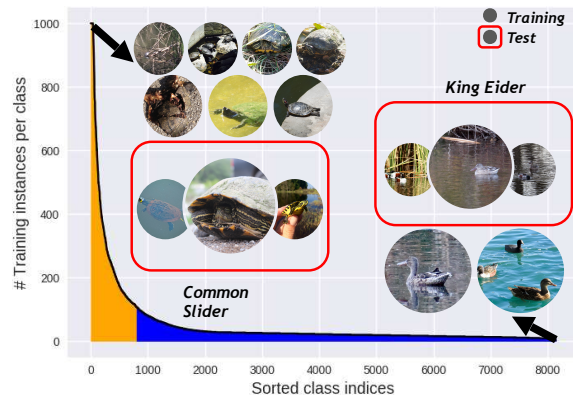 Training
Test
King Eider
Common
Slider
# Training instances per class
1000
800
600
400
200
0
0 1000 2000 3000 4000 5000 6000 7000 8000
Sorted class indices